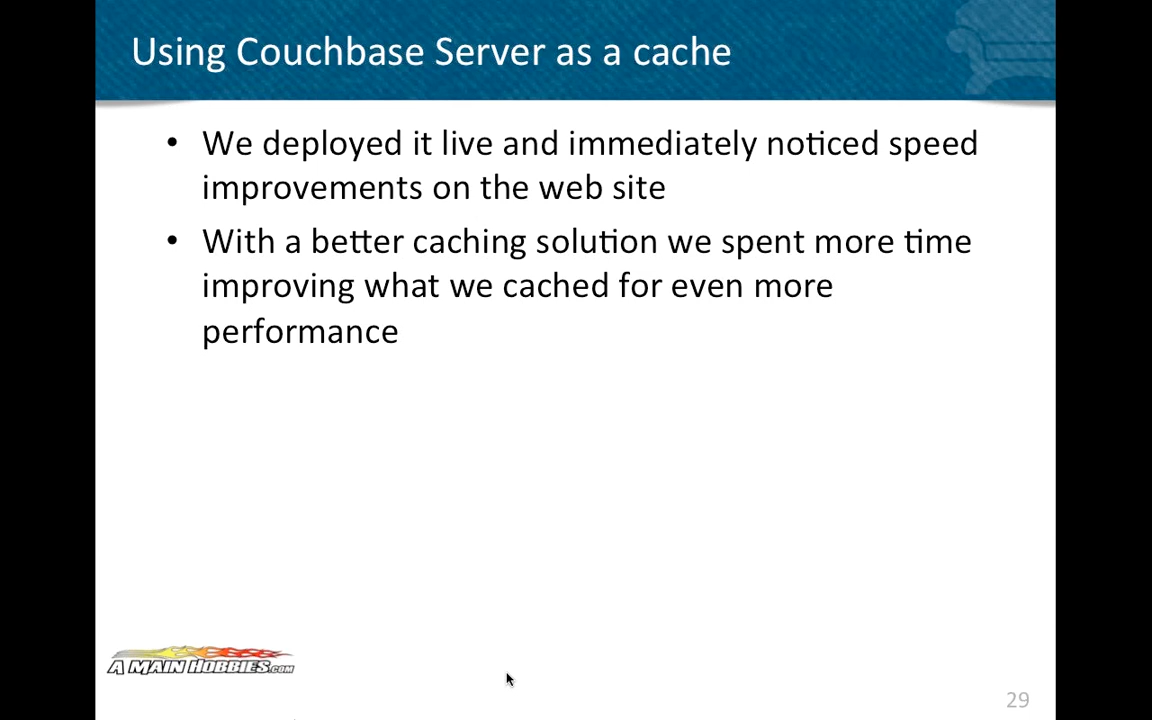 Using Couchbase Server as a cache
• We deployed it live and immediately noticed speed
improvements on the web site
• With a better caching solution we spent more time
improving what we cached for even more
performance
A MAIN HOBBIES.COM
29